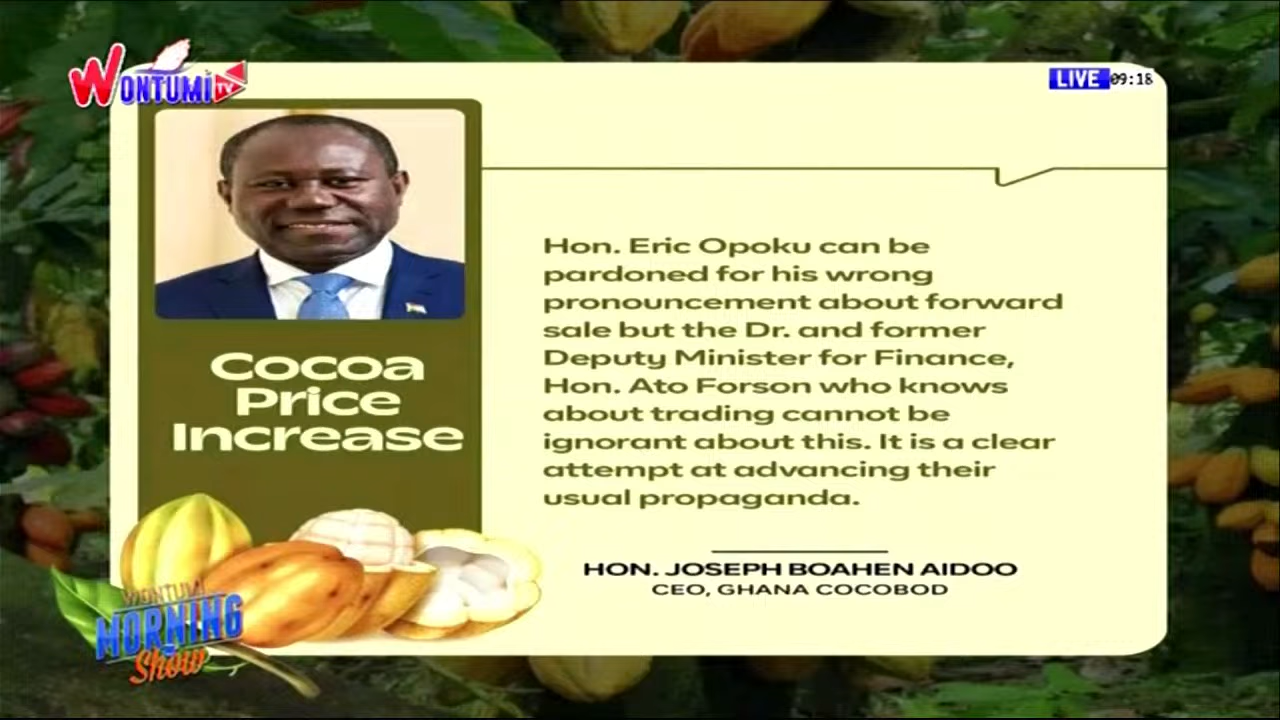 WONTUMI TV
LIVE 09:18
Cocoa
Price
Increase
Hon. Eric Opoku can be
pardoned for his wrong
pronouncement about forward
sale but the Dr. and former
Deputy Minister for Finance,
Hon. Ato Forson who knows
about trading cannot be
ignorant about this. It is a clear
attempt at advancing their
usual propaganda.
HON. JOSEPH BOAHEN AIDOO
CEO, GHANA COCOBOD
WONTUMI
MORNING
Show